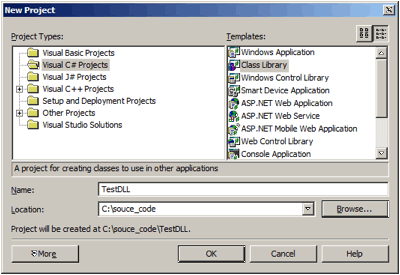 New Project
Project Types:
Templates:
Visual Basic Projects
Visual C# Projects
Visual J# Projects
Visual C++ Projects
Setup and Deployment Projects
Other Projects
Visual Studio Solutions
Windows Application
Class Library
Windows Control Library
Smart Device Application
ASP.NET Web Application
ASP.NET Web Service
ASP.NET Mobile Web Application
Web Control Library
Console Application
A project for creating classes to use in other applications
Name:
TestDLL
Location:
C:\souce_code
Browse...
Project will be created at C:\souce_code\TestDLL.
More
OK
Cancel
Help